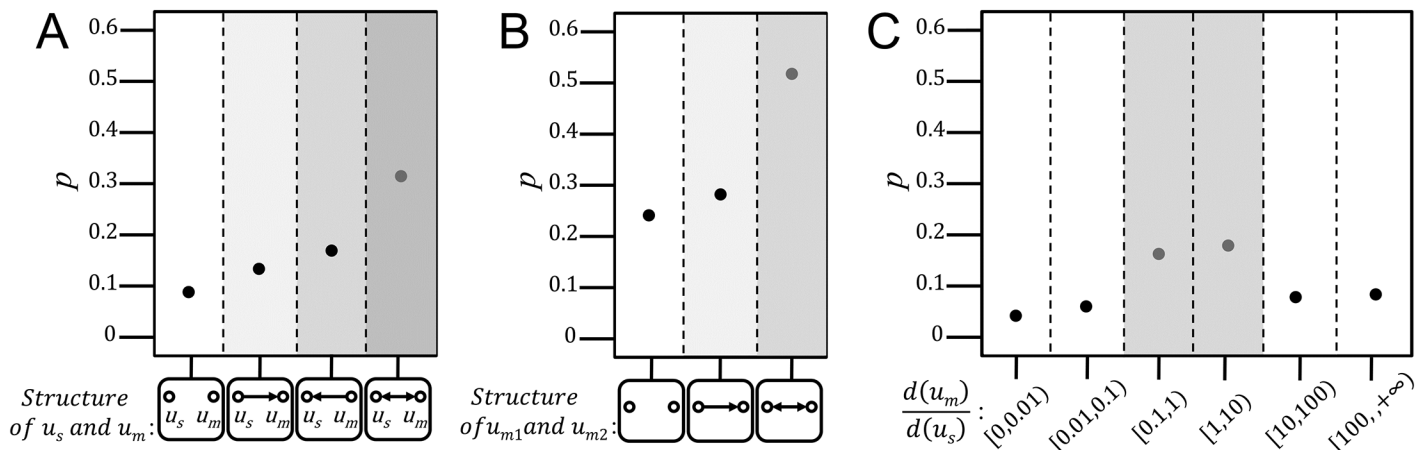 A
0.6
0.5
0.4
0.3
0.2
0.1
0
p
Structure
of u_s and u_m:
u_s u_m
u_s u_m
u_s u_m
u_s u_m
B
0.6
0.5
0.4
0.3
0.2
0.1
0
p
Structure
of u_m1 and u_m2:
C
0.6
0.5
0.4
0.3
0.2
0.1
0
p
d(u_m)
d(u_s)
:
[0,0.01)
[0.01,0.1)
[0.1,1)
[1,10)
[10,100)
[100,,+∞)